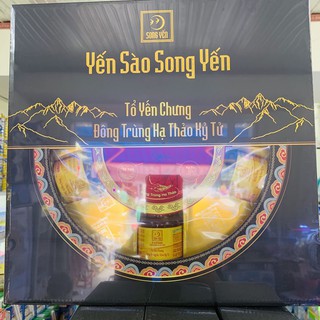 SONG YẾN
Yến Sào Song Yến
Tổ Yến Chưng
Đông Trùng Hạ Thảo Kỷ Tử